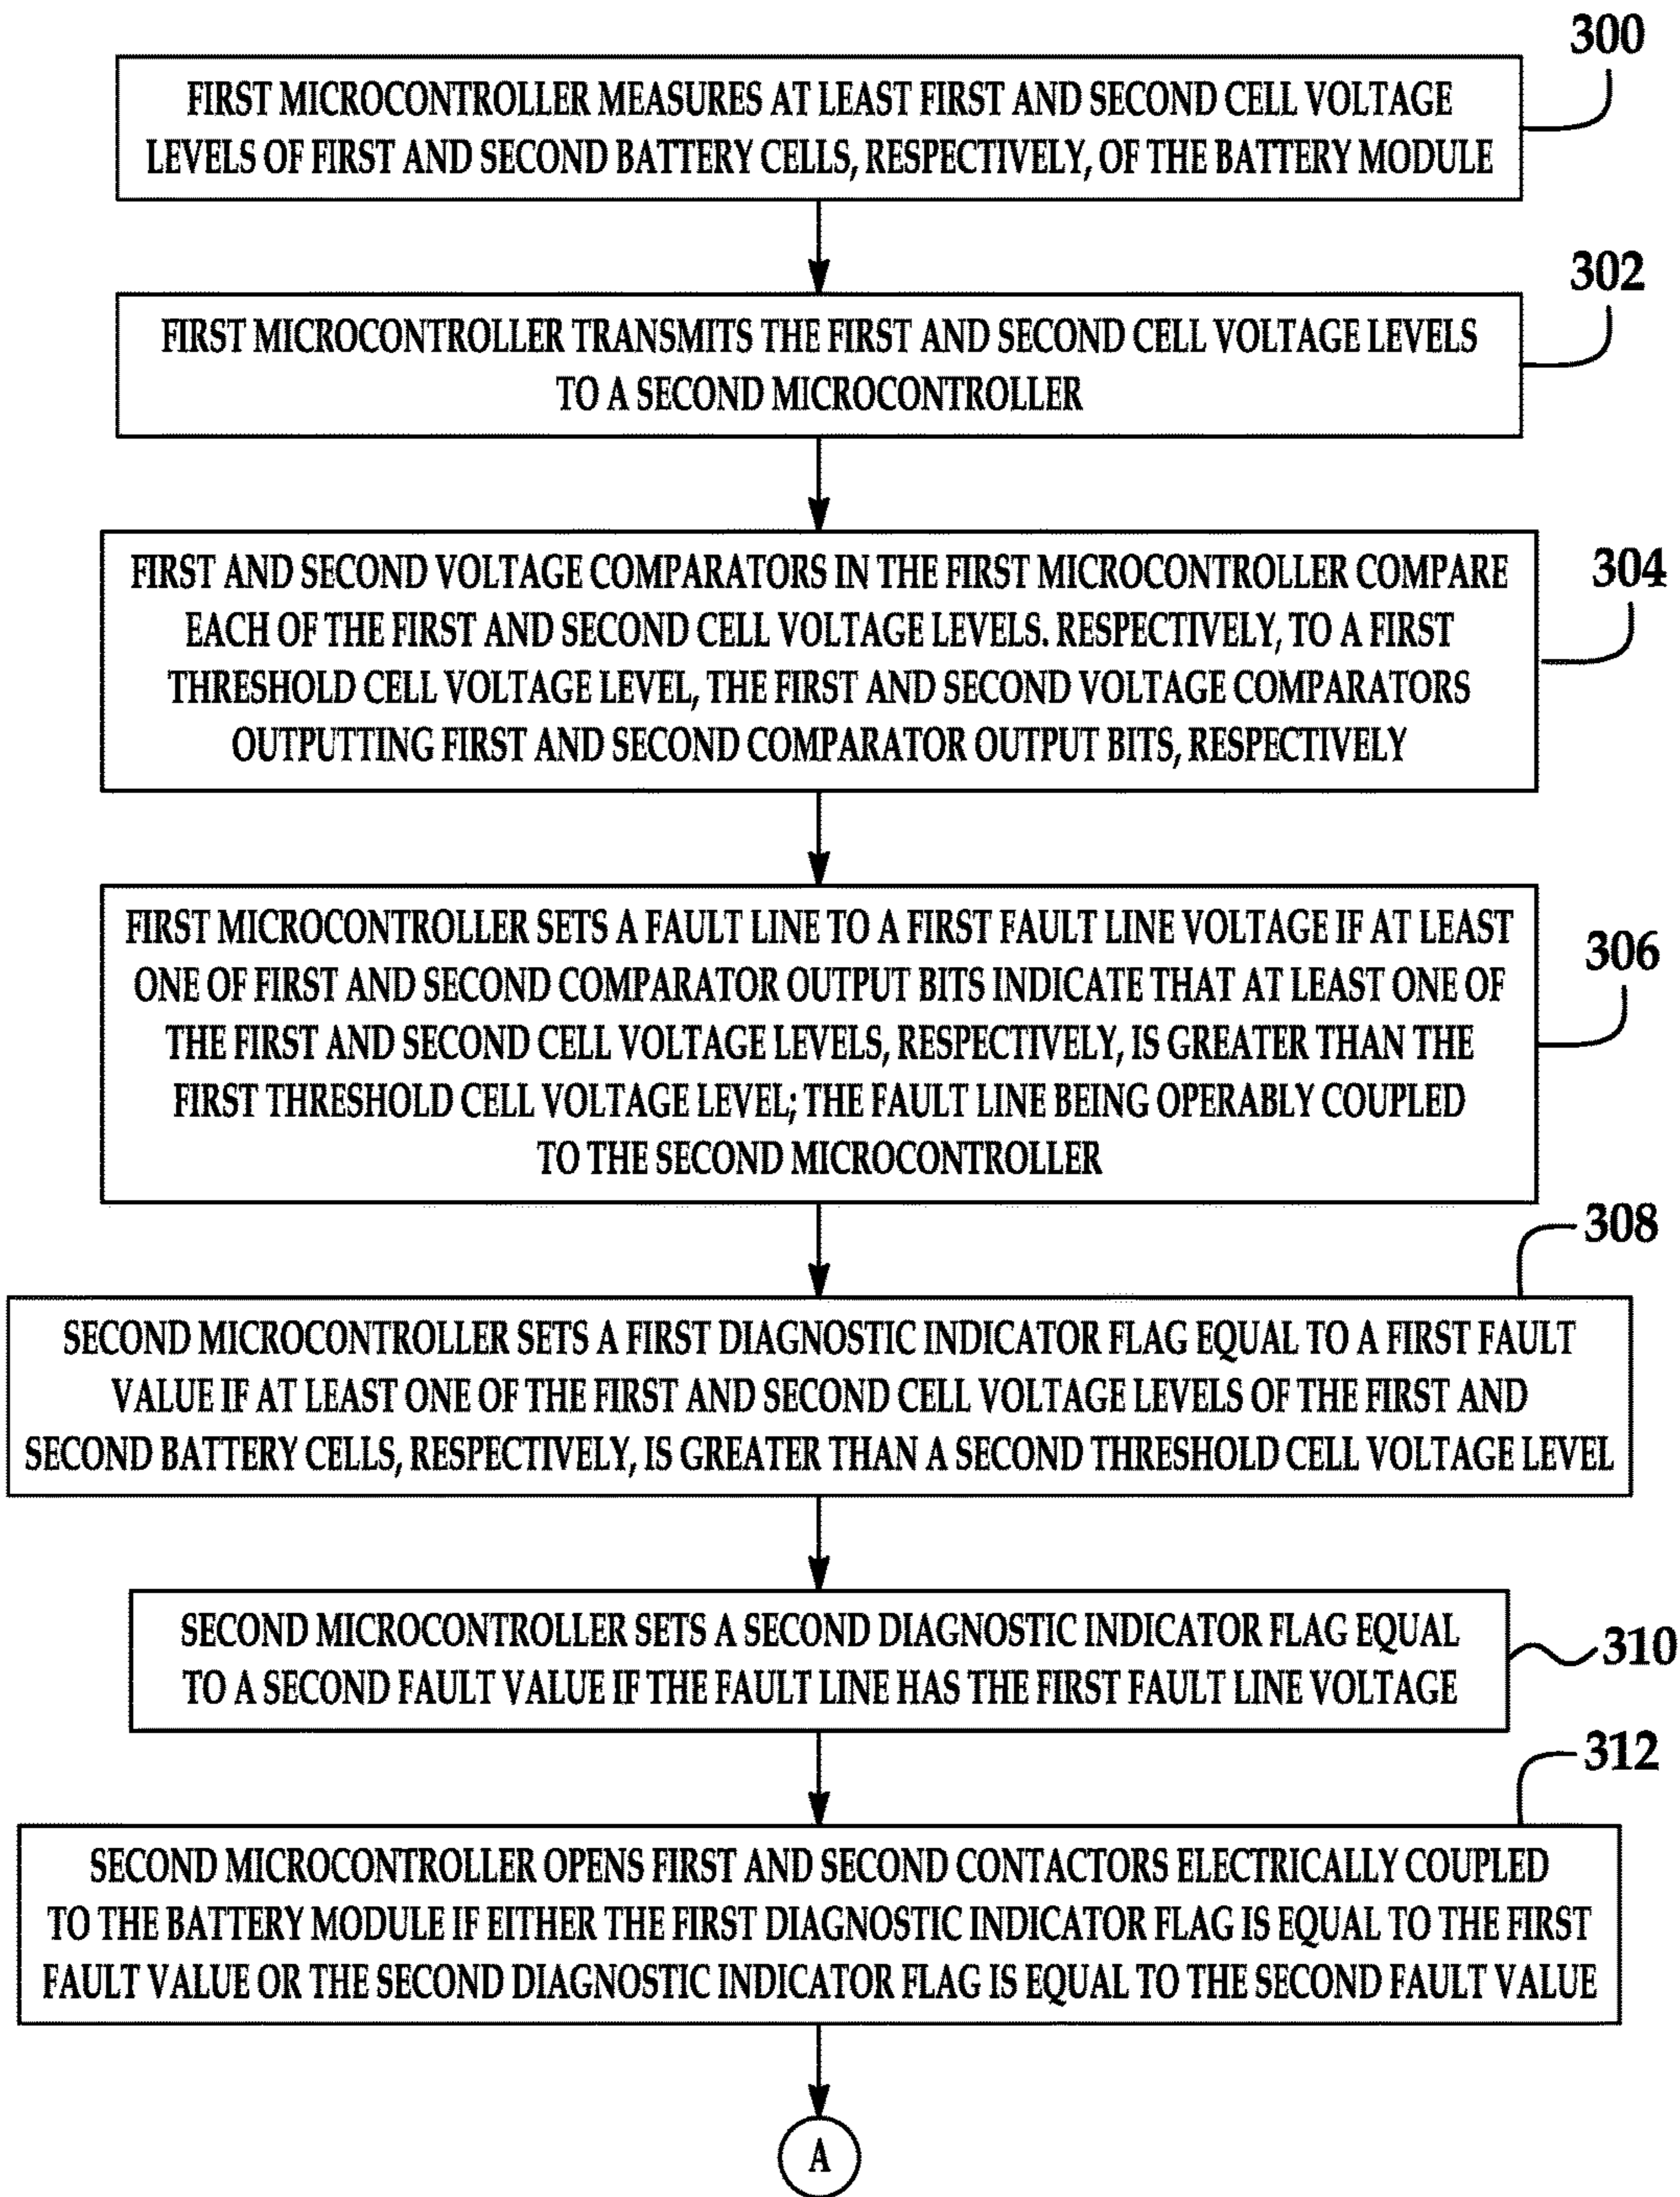 300
FIRST MICROCONTROLLER MEASURES AT LEAST FIRST AND SECOND CELL VOLTAGE
LEVELS OF FIRST AND SECOND BATTERY CELLS, RESPECTIVELY, OF THE BATTERY MODULE
302
FIRST MICROCONTROLLER TRANSMITS THE FIRST AND SECOND CELL VOLTAGE LEVELS
TO A SECOND MICROCONTROLLER
304
FIRST AND SECOND VOLTAGE COMPARATORS IN THE FIRST MICROCONTROLLER COMPARE
EACH OF THE FIRST AND SECOND CELL VOLTAGE LEVELS. RESPECTIVELY, TO A FIRST
THRESHOLD CELL VOLTAGE LEVEL, THE FIRST AND SECOND VOLTAGE COMPARATORS
OUTPUTTING FIRST AND SECOND COMPARATOR OUTPUT BITS, RESPECTIVELY
306
FIRST MICROCONTROLLER SETS A FAULT LINE TO A FIRST FAULT LINE VOLTAGE IF AT LEAST
ONE OF FIRST AND SECOND COMPARATOR OUTPUT BITS INDICATE THAT AT LEAST ONE OF
THE FIRST AND SECOND CELL VOLTAGE LEVELS, RESPECTIVELY, IS GREATER THAN THE
FIRST THRESHOLD CELL VOLTAGE LEVEL; THE FAULT LINE BEING OPERABLY COUPLED
TO THE SECOND MICROCONTROLLER
308
SECOND MICROCONTROLLER SETS A FIRST DIAGNOSTIC INDICATOR FLAG EQUAL TO A FIRST FAULT
VALUE IF AT LEAST ONE OF THE FIRST AND SECOND CELL VOLTAGE LEVELS OF THE FIRST AND
SECOND BATTERY CELLS, RESPECTIVELY, IS GREATER THAN A SECOND THRESHOLD CELL VOLTAGE LEVEL
310
SECOND MICROCONTROLLER SETS A SECOND DIAGNOSTIC INDICATOR FLAG EQUAL
TO A SECOND FAULT VALUE IF THE FAULT LINE HAS THE FIRST FAULT LINE VOLTAGE
312
SECOND MICROCONTROLLER OPENS FIRST AND SECOND CONTACTORS ELECTRICALLY COUPLED
TO THE BATTERY MODULE IF EITHER THE FIRST DIAGNOSTIC INDICATOR FLAG IS EQUAL TO THE FIRST
FAULT VALUE OR THE SECOND DIAGNOSTIC INDICATOR FLAG IS EQUAL TO THE SECOND FAULT VALUE
A